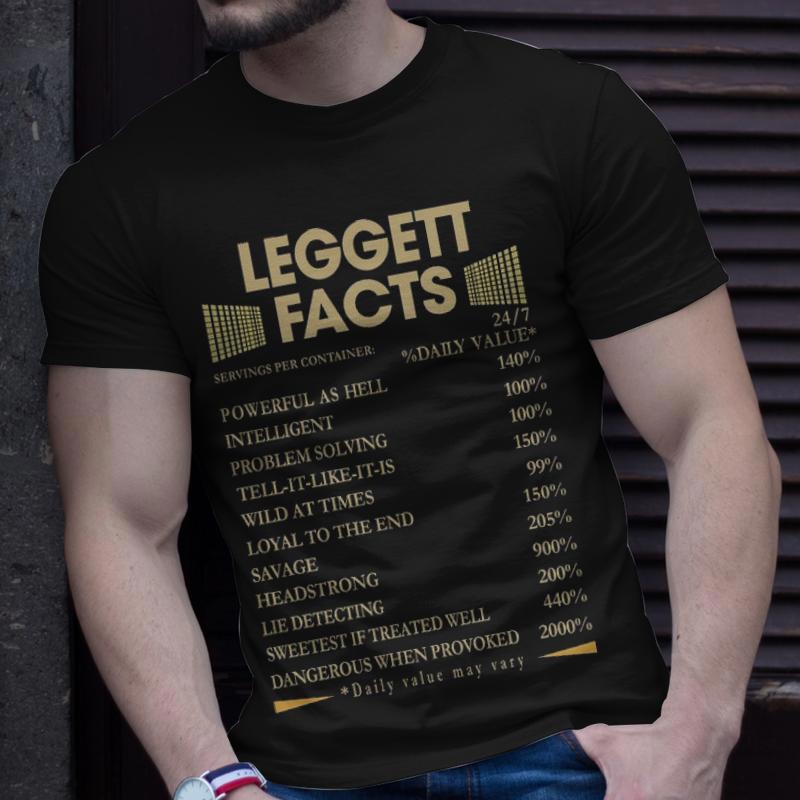 LEGGETT
FACTS
24/7
SERVINGS PER CONTAINER: %DAILY VALUE*
POWERFUL AS HELL 140%
INTELLIGENT 100%
PROBLEM SOLVING 100%
TELL-IT-LIKE-IT-IS 150%
WILD AT TIMES 99%
LOYAL TO THE END 150%
SAVAGE 205%
HEADSTRONG 900%
LIE DETECTING 200%
SWEETEST IF TREATED WELL 440%
DANGEROUS WHEN PROVOKED 2000%
*Daily value may vary